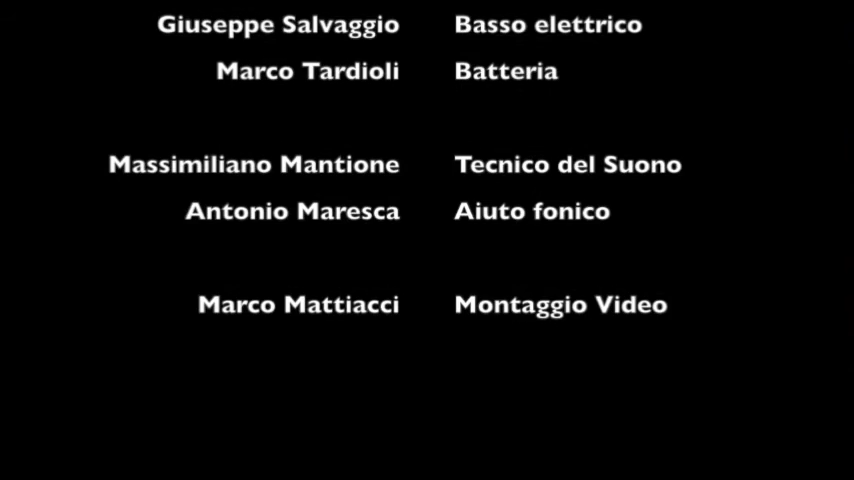 Giuseppe Salvaggio Basso elettrico
Marco Tardioli Batteria
Massimiliano Mantione Tecnico del Suono
Antonio Maresca Aiuto fonico
Marco Mattiacci Montaggio Video